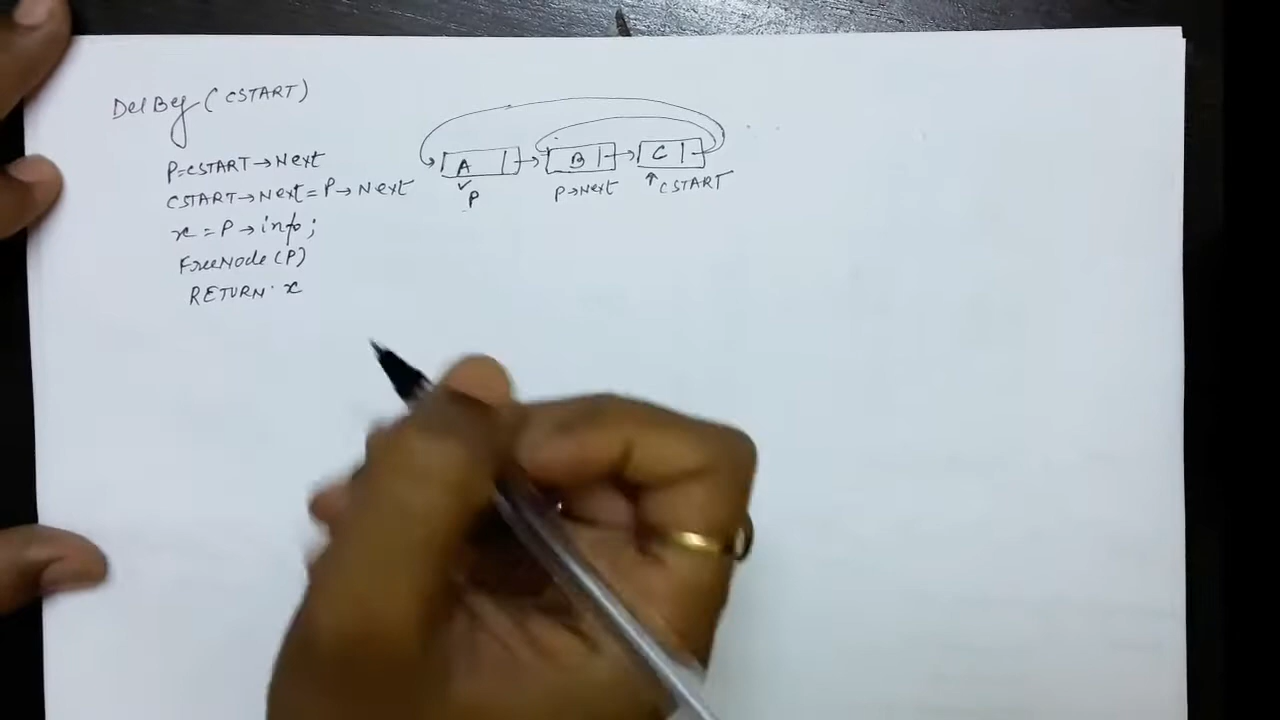 DelBeg (CSTART)
P=CSTART→Next
CSTART→Next=P→Next
x = P→info;
FreeNode(P)
RETURN x
A B C
P P→Next CSTART